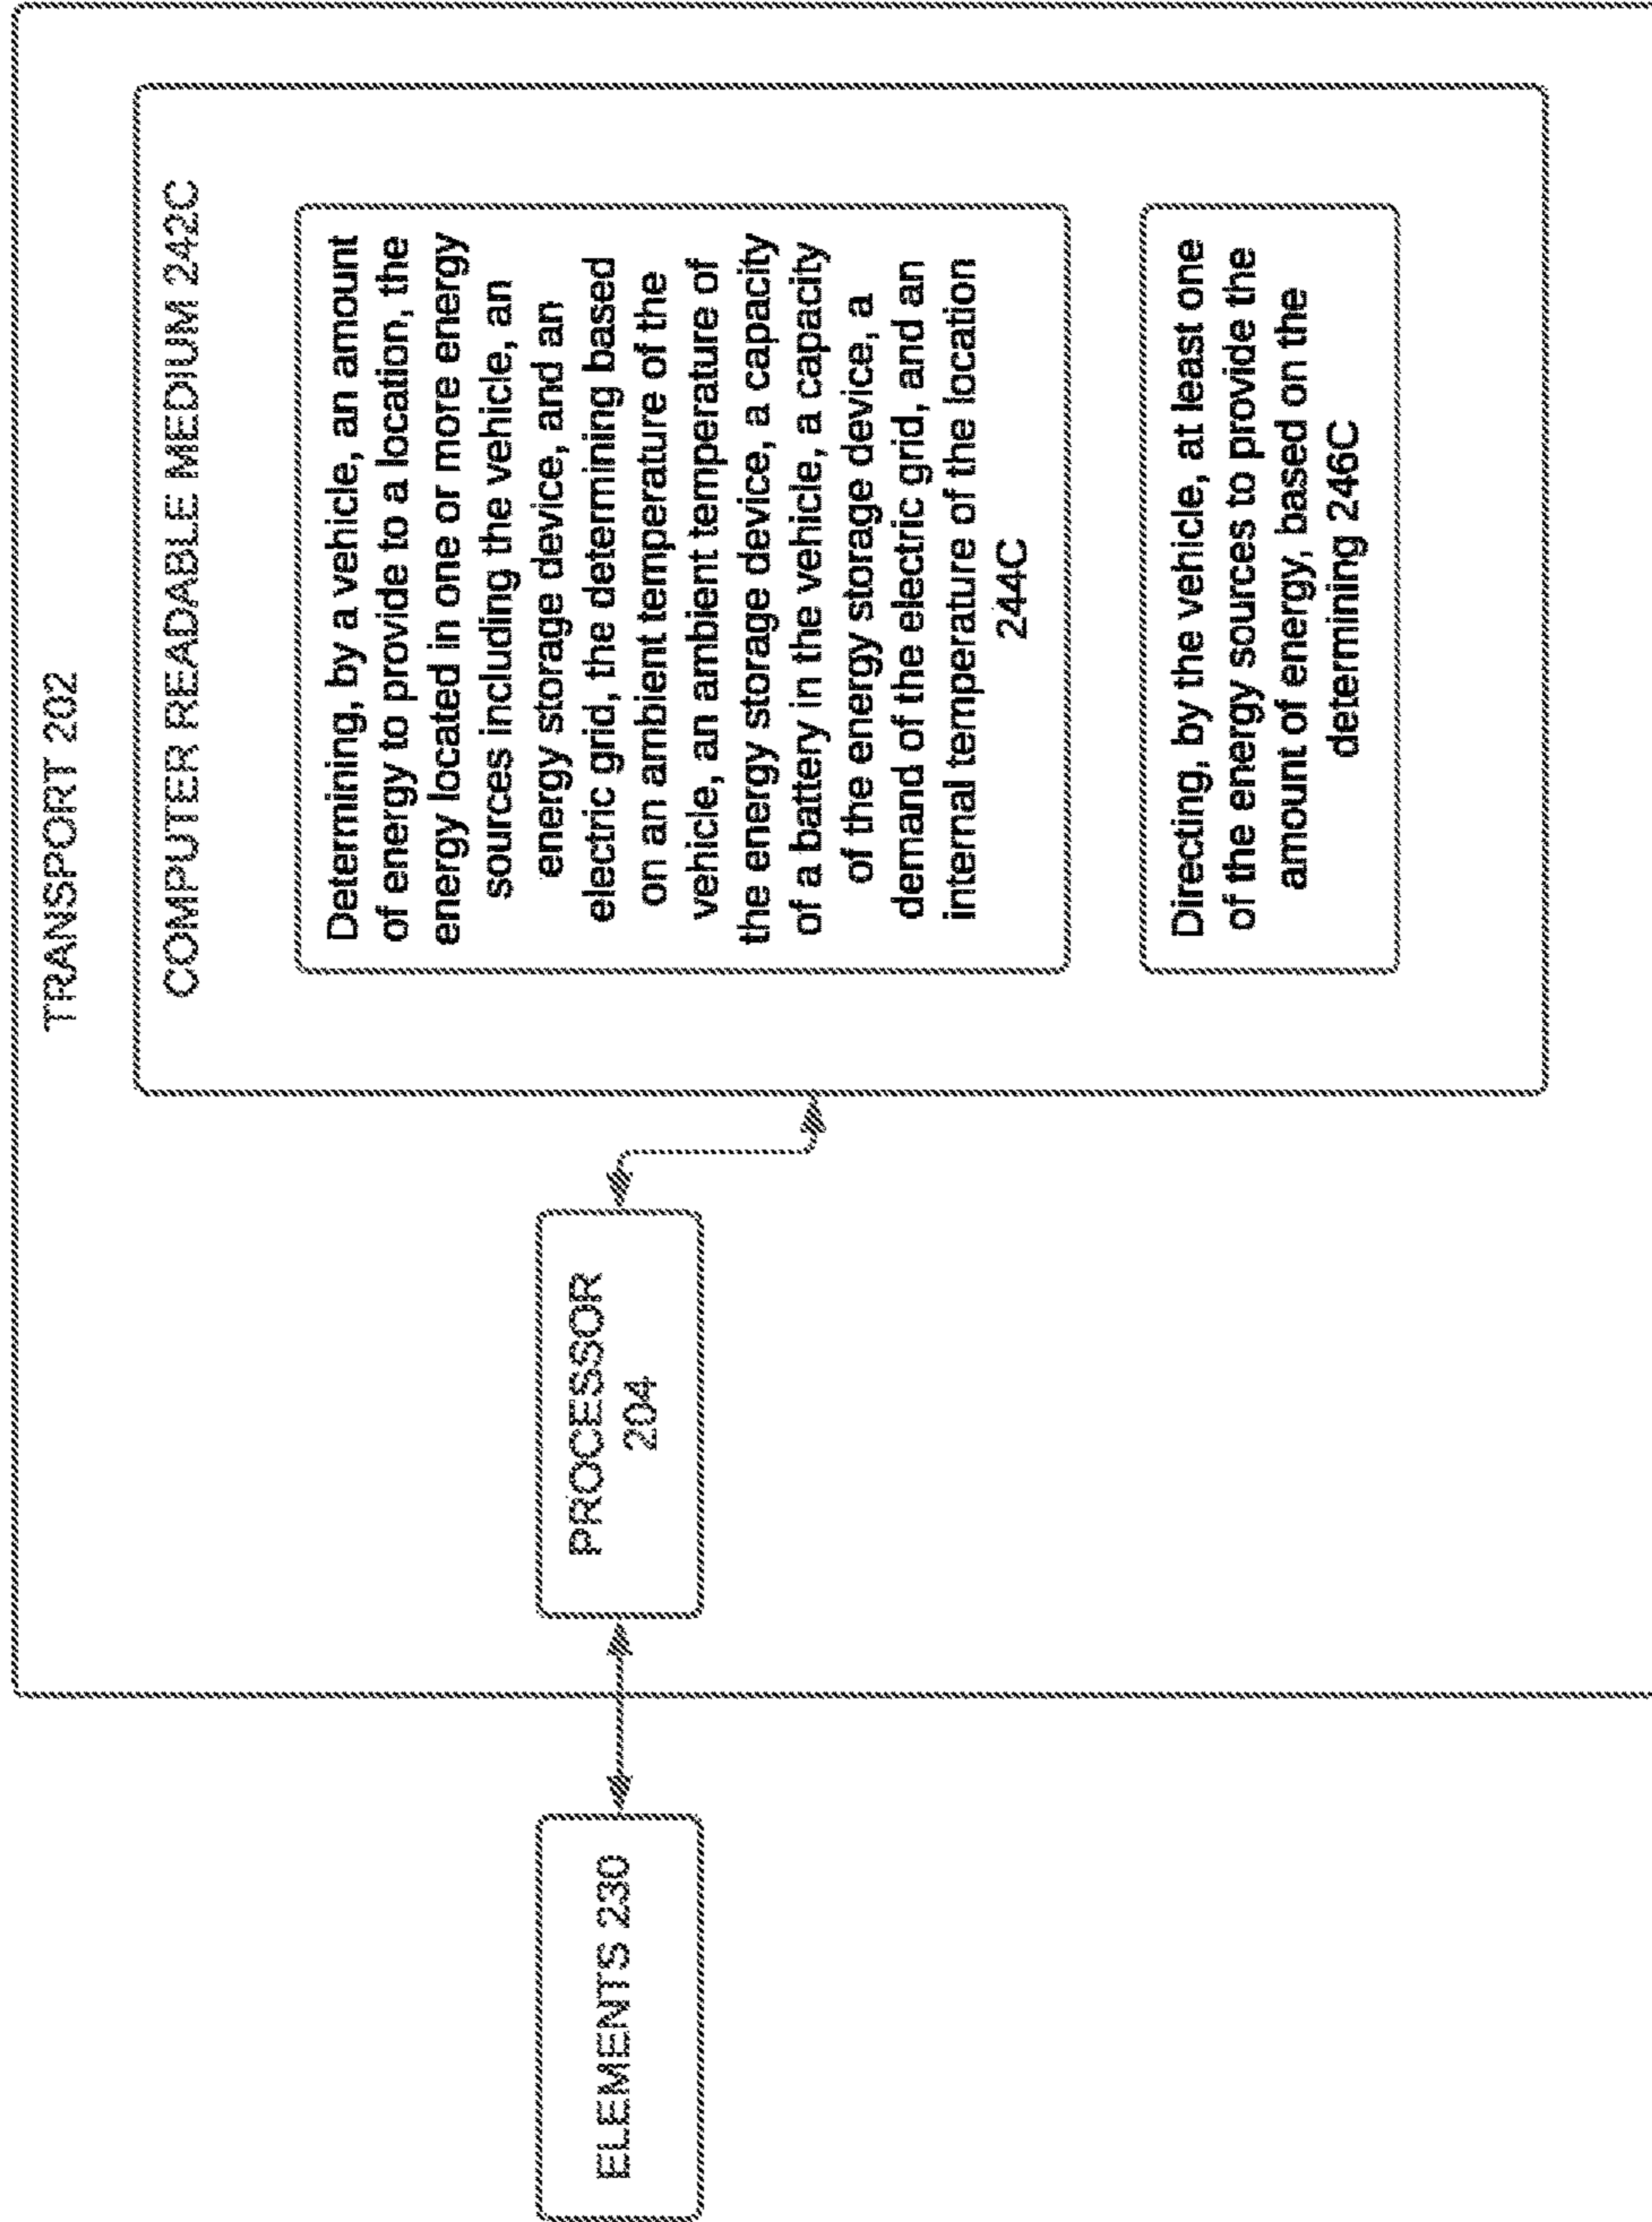 TRANSPORT 202
COMPUTER READABLE MEDIUM 242C
Determining, by a vehicle, an amount
of energy to provide to a location, the
energy located in one or more energy
sources including the vehicle, an
energy storage device, and an
electric grid, the determining based
on an ambient temperature of the
vehicle, an ambient temperature of
the energy storage device, a capacity
of a battery in the vehicle, a capacity
of the energy storage device, a
demand of the electric grid, and an
internal temperature of the location
244C
Directing, by the vehicle, at least one
of the energy sources to provide the
amount of energy, based on the
determining 246C
PROCESSOR
204
ELEMENTS 230